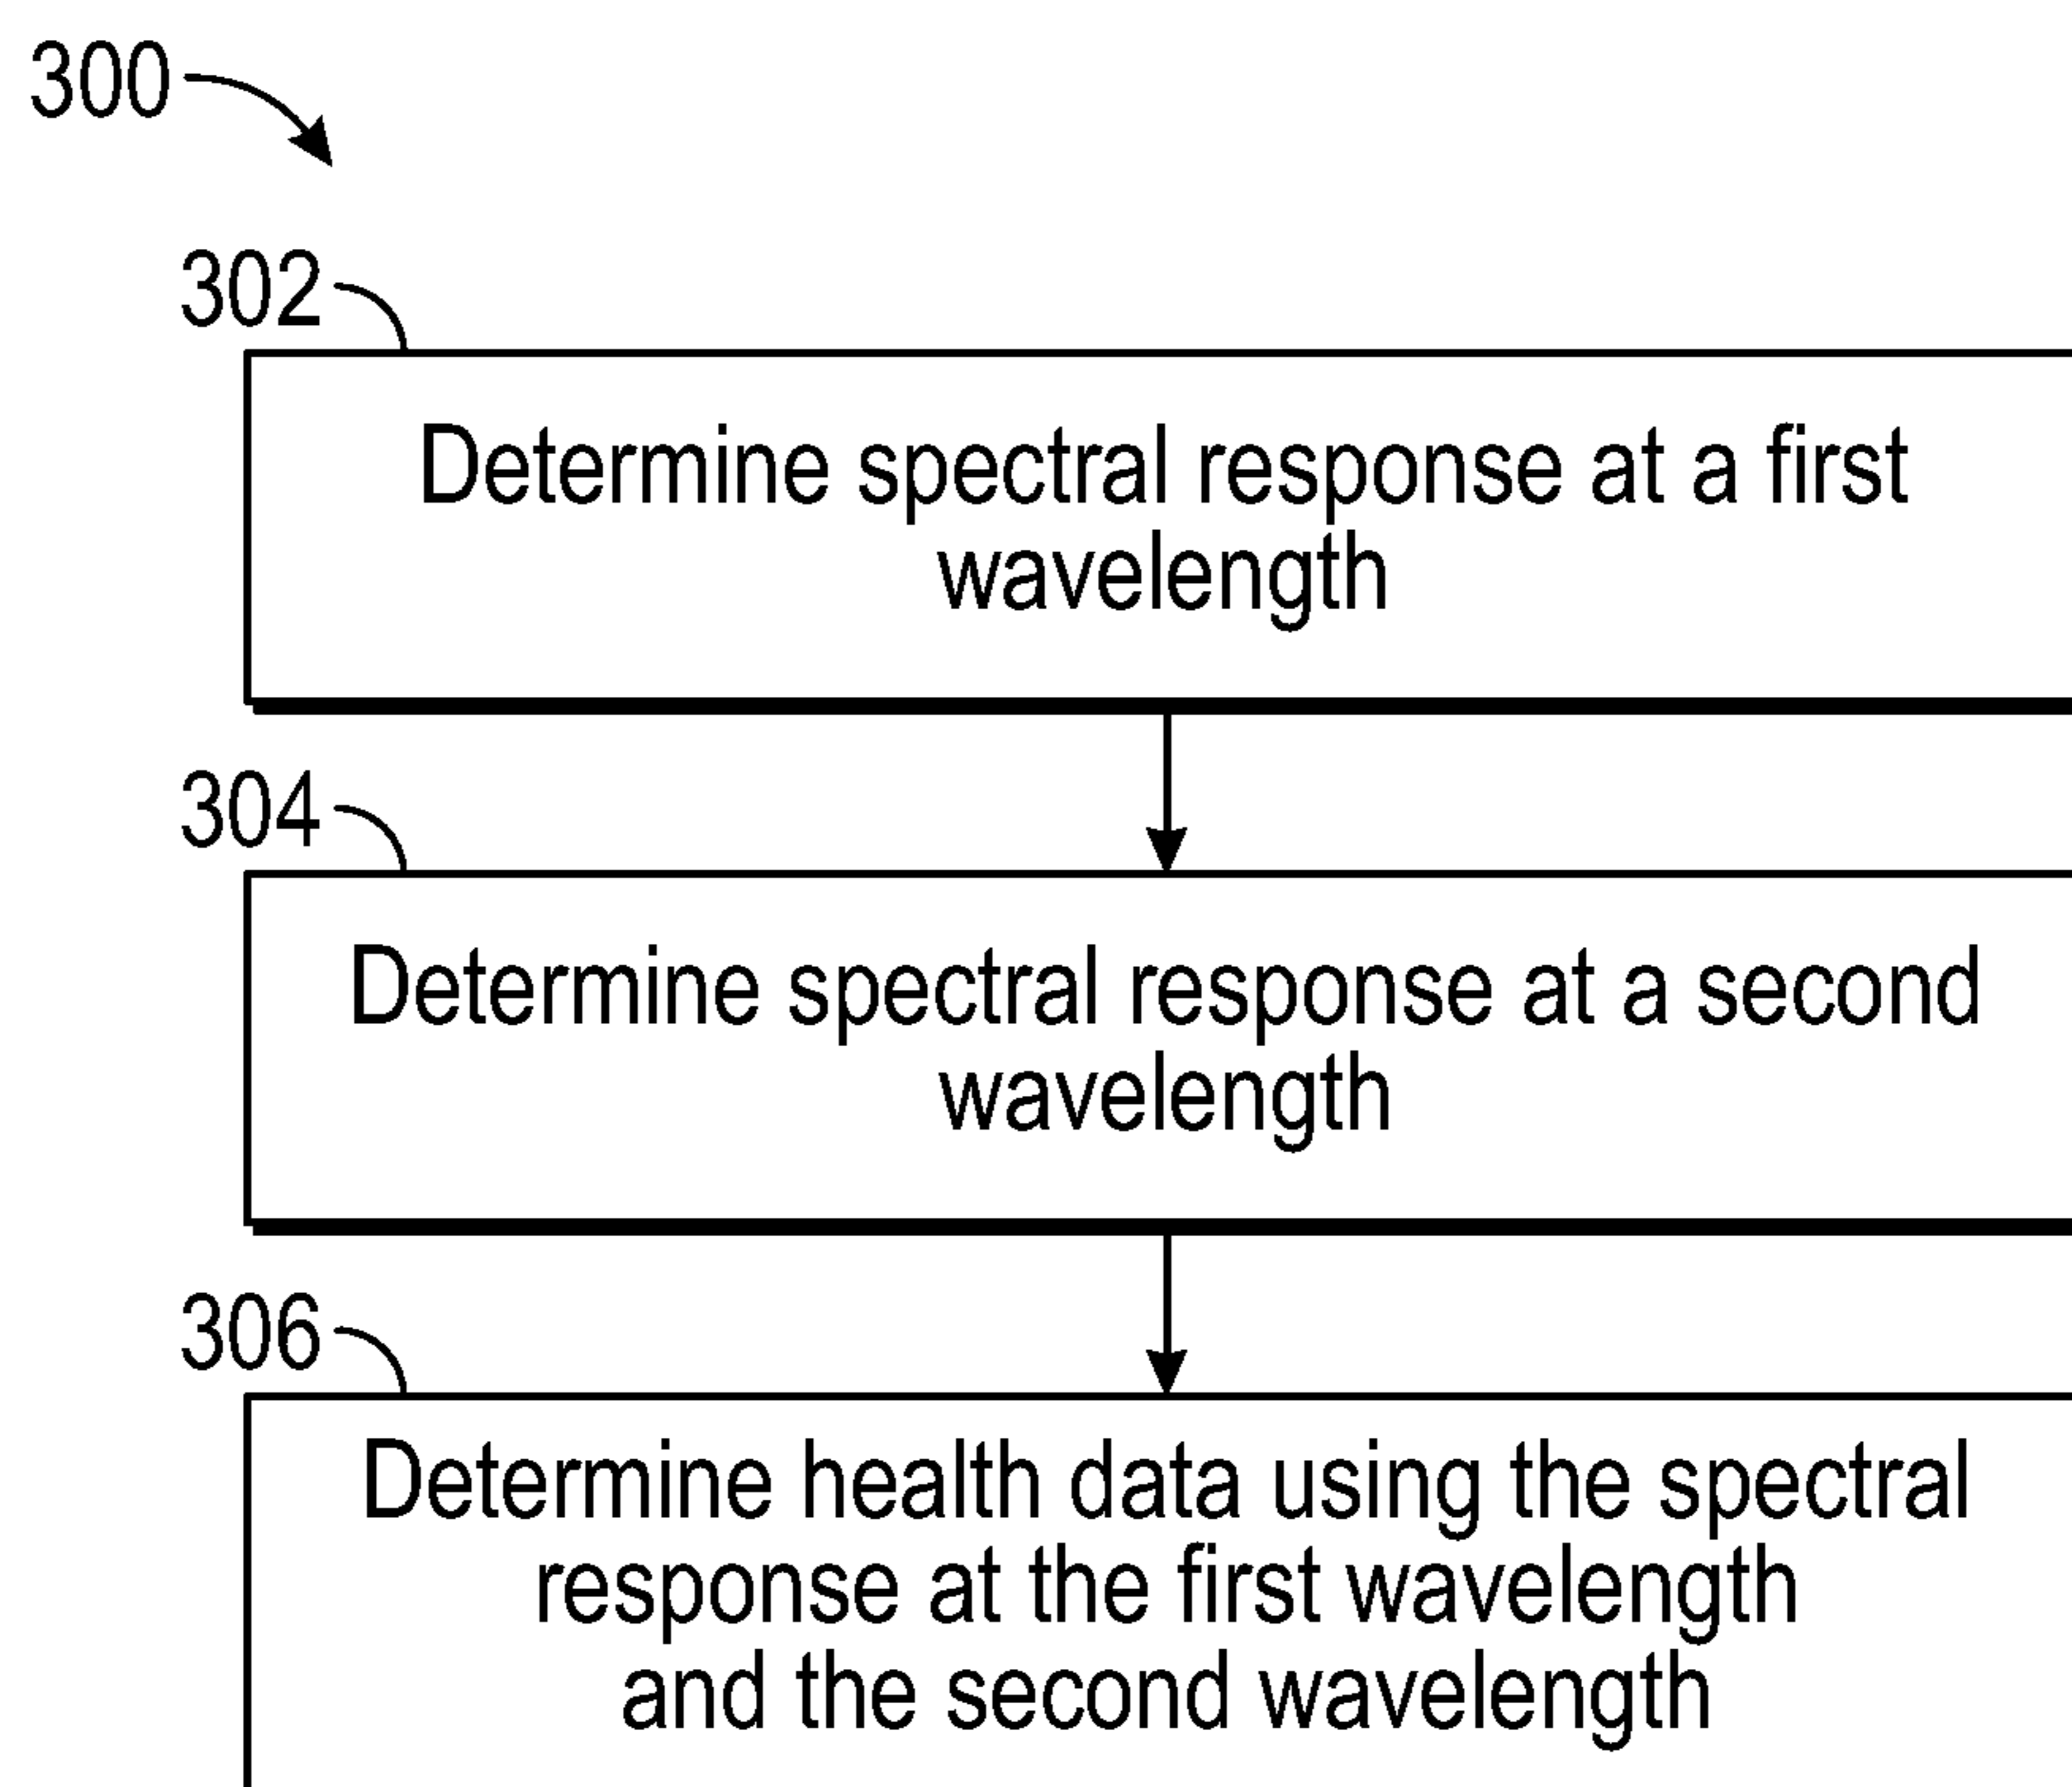 300
302
Determine spectral response at a first
wavelength
304
Determine spectral response at a second
wavelength
306
Determine health data using the spectral
response at the first wavelength
and the second wavelength